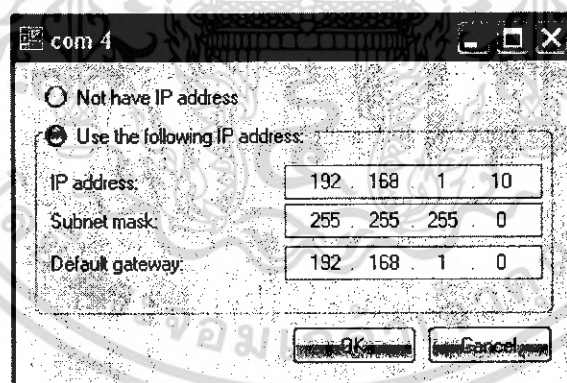 com 4
Not have IP address
Use the following IP address:
IP address: 192 . 168 . 1 . 10
Subnet mask: 255 . 255 . 255 . 0
Default gateway: 192 . 168 . 1 . 0
OK Cancel